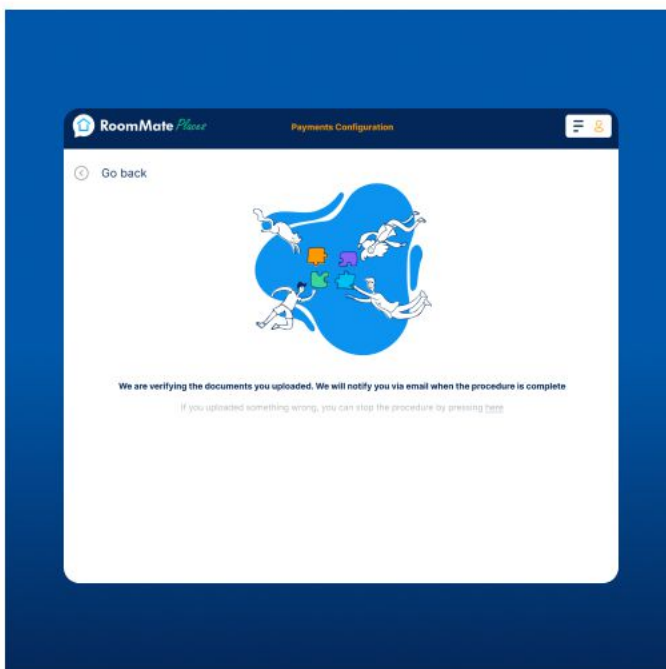 RoomMate Places
Payments Configuration
Go back
We are verifying the documents you uploaded. We will notify you via email when the procedure is complete
If you uploaded something wrong, you can stop the procedure by pressing here